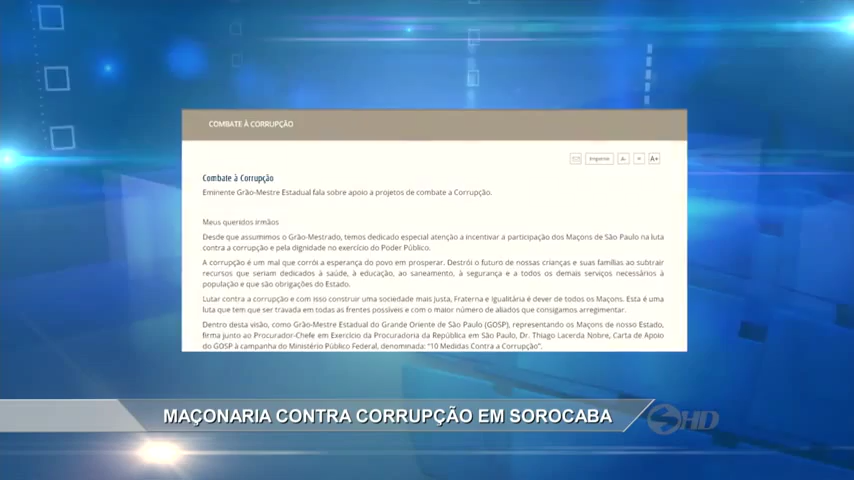 COMBATE À CORRUPÇÃO
Imprimir A- = A+
Combate à Corrupção
Eminente Grão-Mestre Estadual fala sobre apoio a projetos de combate a Corrupção.
Meus queridos irmãos
Desde que assumimos o Grão-Mestrado, temos dedicado especial atenção a incentivar a participação dos Maçons de São Paulo na luta
contra a corrupção e pela dignidade no exercício do Poder Público.
A corrupção é um mal que corrói a esperança do povo em prosperar. Destrói o futuro de nossas crianças e suas famílias ao subtrair
recursos que seriam dedicados à saúde, à educação, ao saneamento, à segurança e a todos os demais serviços necessários à
população e que são obrigações do Estado.
Lutar contra a corrupção e com isso construir uma sociedade mais justa, Fraterna e Igualitária é dever de todos os Maçons. Esta é uma
luta que tem que ser travada em todas as frentes possíveis e com o maior número de aliados que consigamos arregimentar.
Dentro desta visão, como Grão-Mestre Estadual do Grande Oriente de São Paulo (GOSP), representando os Maçons de nosso Estado,
firma junto ao Procurador-Chefe em Exercício da Procuradoria da República em São Paulo, Dr. Thiago Lacerda Nobre, Carta de Apoio
do GOSP à campanha do Ministério Público Federal, denominada: "10 Medidas Contra a Corrupção".
MAÇONARIA CONTRA CORRUPÇÃO EM SOROCABA
HD